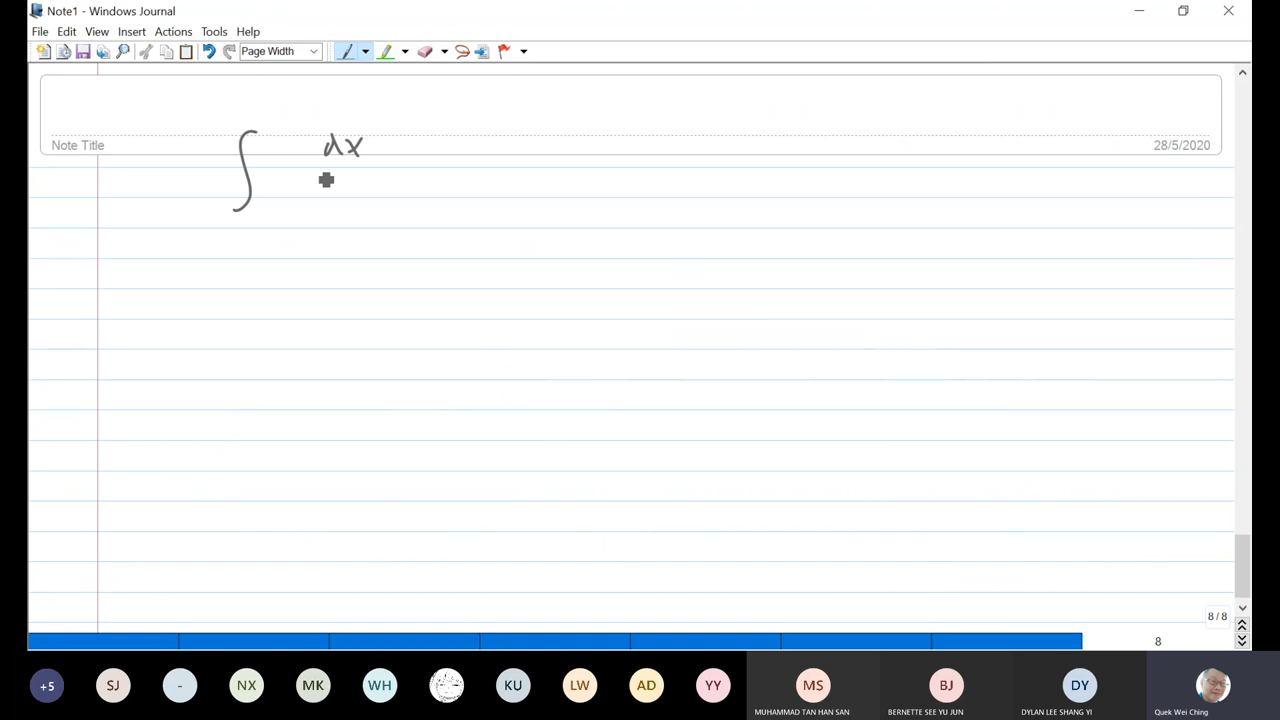 Note1 - Windows Journal
File Edit View Insert Actions Tools Help
Page Width
∫ dx
Note Title
28/5/2020
8 / 8
8
+5 SJ - NX MK WH KU LW AD YY MS BJ DY
MUHAMMAD TAN HAN SAN BERNETTE SEE YU JUN DYLAN LEE SHANG YI Quek Wei Ching